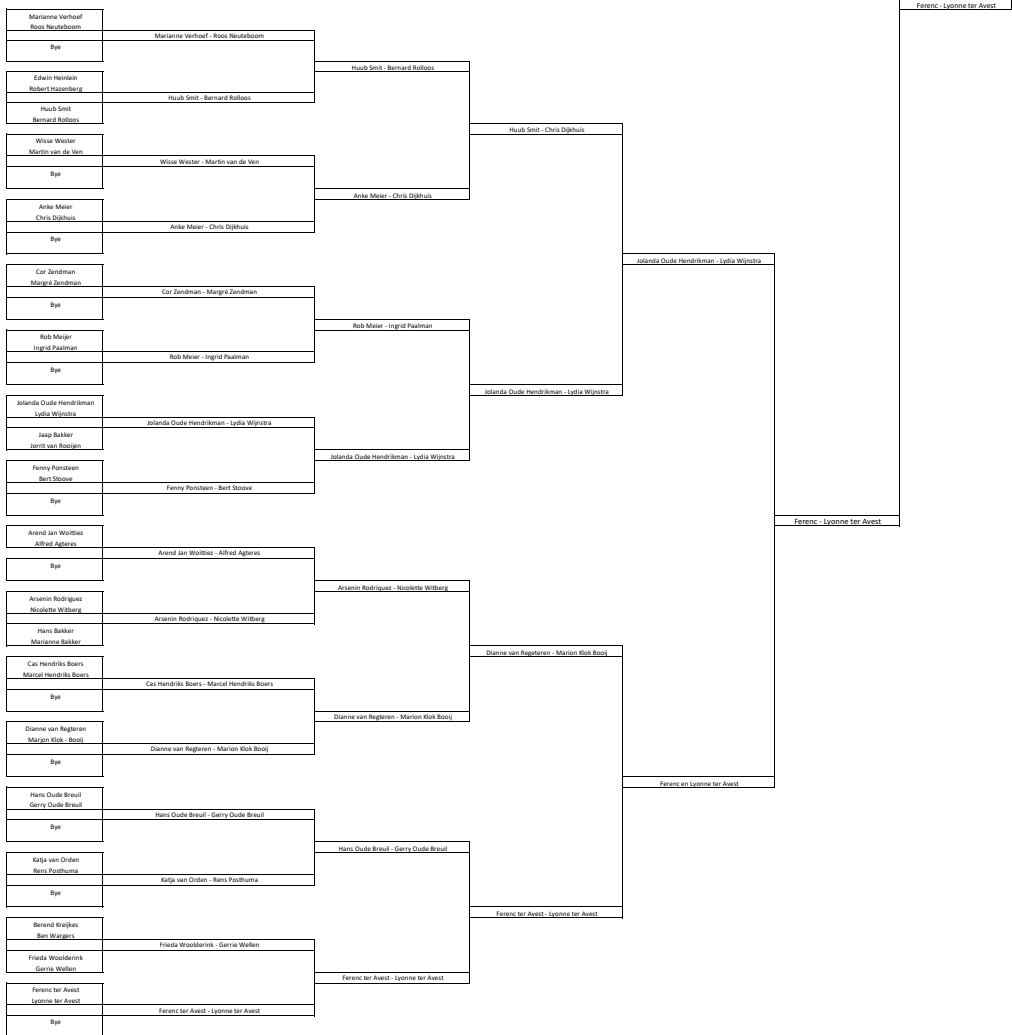 Ferenc - Lyonne ter Avest
Marianne Verhoef
Roos Neuteboom
Marianne Verhoef - Roos Neuteboom
Bye
Huub Smit - Bernard Rolloos
Edwin Heinlein
Robert Hazenberg
Huub Smit - Bernard Rolloos
Huub Smit
Bernard Rolloos
Huub Smit - Chris Dijkhuis
Wisse Wester
Martin van de Ven
Wisse Wester - Martin van de Ven
Bye
Anke Meier - Chris Dijkhuis
Anke Meier
Chris Dijkhuis
Anke Meier - Chris Dijkhuis
Bye
Jolanda Oude Hendrikman - Lydia Wijnstra
Cor Zendman
Margré Zendman
Cor Zendman - Margré Zendman
Bye
Rob Meier - Ingrid Paalman
Rob Meijer
Ingrid Paalman
Rob Meier - Ingrid Paalman
Bye
Jolanda Oude Hendrikman - Lydia Wijnstra
Jolanda Oude Hendrikman
Lydia Wijnstra
Jolanda Oude Hendrikman - Lydia Wijnstra
Jaap Bakker
Jorrit van Rooijen
Jolanda Oude Hendrikman - Lydia Wijnstra
Fenny Ponsteen
Bert Stoove
Fenny Ponsteen - Bert Stoove
Bye
Ferenc - Lyonne ter Avest
Arend Jan Woittiez
Alfred Agteres
Arend Jan Woittiez - Alfred Agteres
Bye
Arsenin Rodriquez - Nicolette Witberg
Arsenin Rodriguez
Nicolette Witberg
Arsenin Rodriquez - Nicolette Witberg
Hans Bakker
Marianne Bakker
Dianne van Regeteren - Marion Klok Booij
Cas Hendriks Boers
Marcel Hendriks Boers
Cas Hendriks Boers - Marcel Hendriks Boers
Bye
Dianne van Regteren - Marion Klok Booij
Dianne van Regteren
Marjon Klok - Booij
Dianne van Regteren - Marion Klok Booij
Bye
Ferenc en Lyonne ter Avest
Hans Oude Breuil
Gerry Oude Breuil
Hans Oude Breuil - Gerry Oude Breuil
Bye
Hans Oude Breuil - Gerry Oude Breuil
Katja van Orden
Rens Posthuma
Katja van Orden - Rens Posthuma
Bye
Ferenc ter Avest - Lyonne ter Avest
Berend Kreijkes
Ben Wargers
Frieda Woolderink - Gerrie Wellen
Frieda Woolderink
Gerrie Wellen
Ferenc ter Avest - Lyonne ter Avest
Ferenc ter Avest
Lyonne ter Avest
Ferenc ter Avest - Lyonne ter Avest
Bye